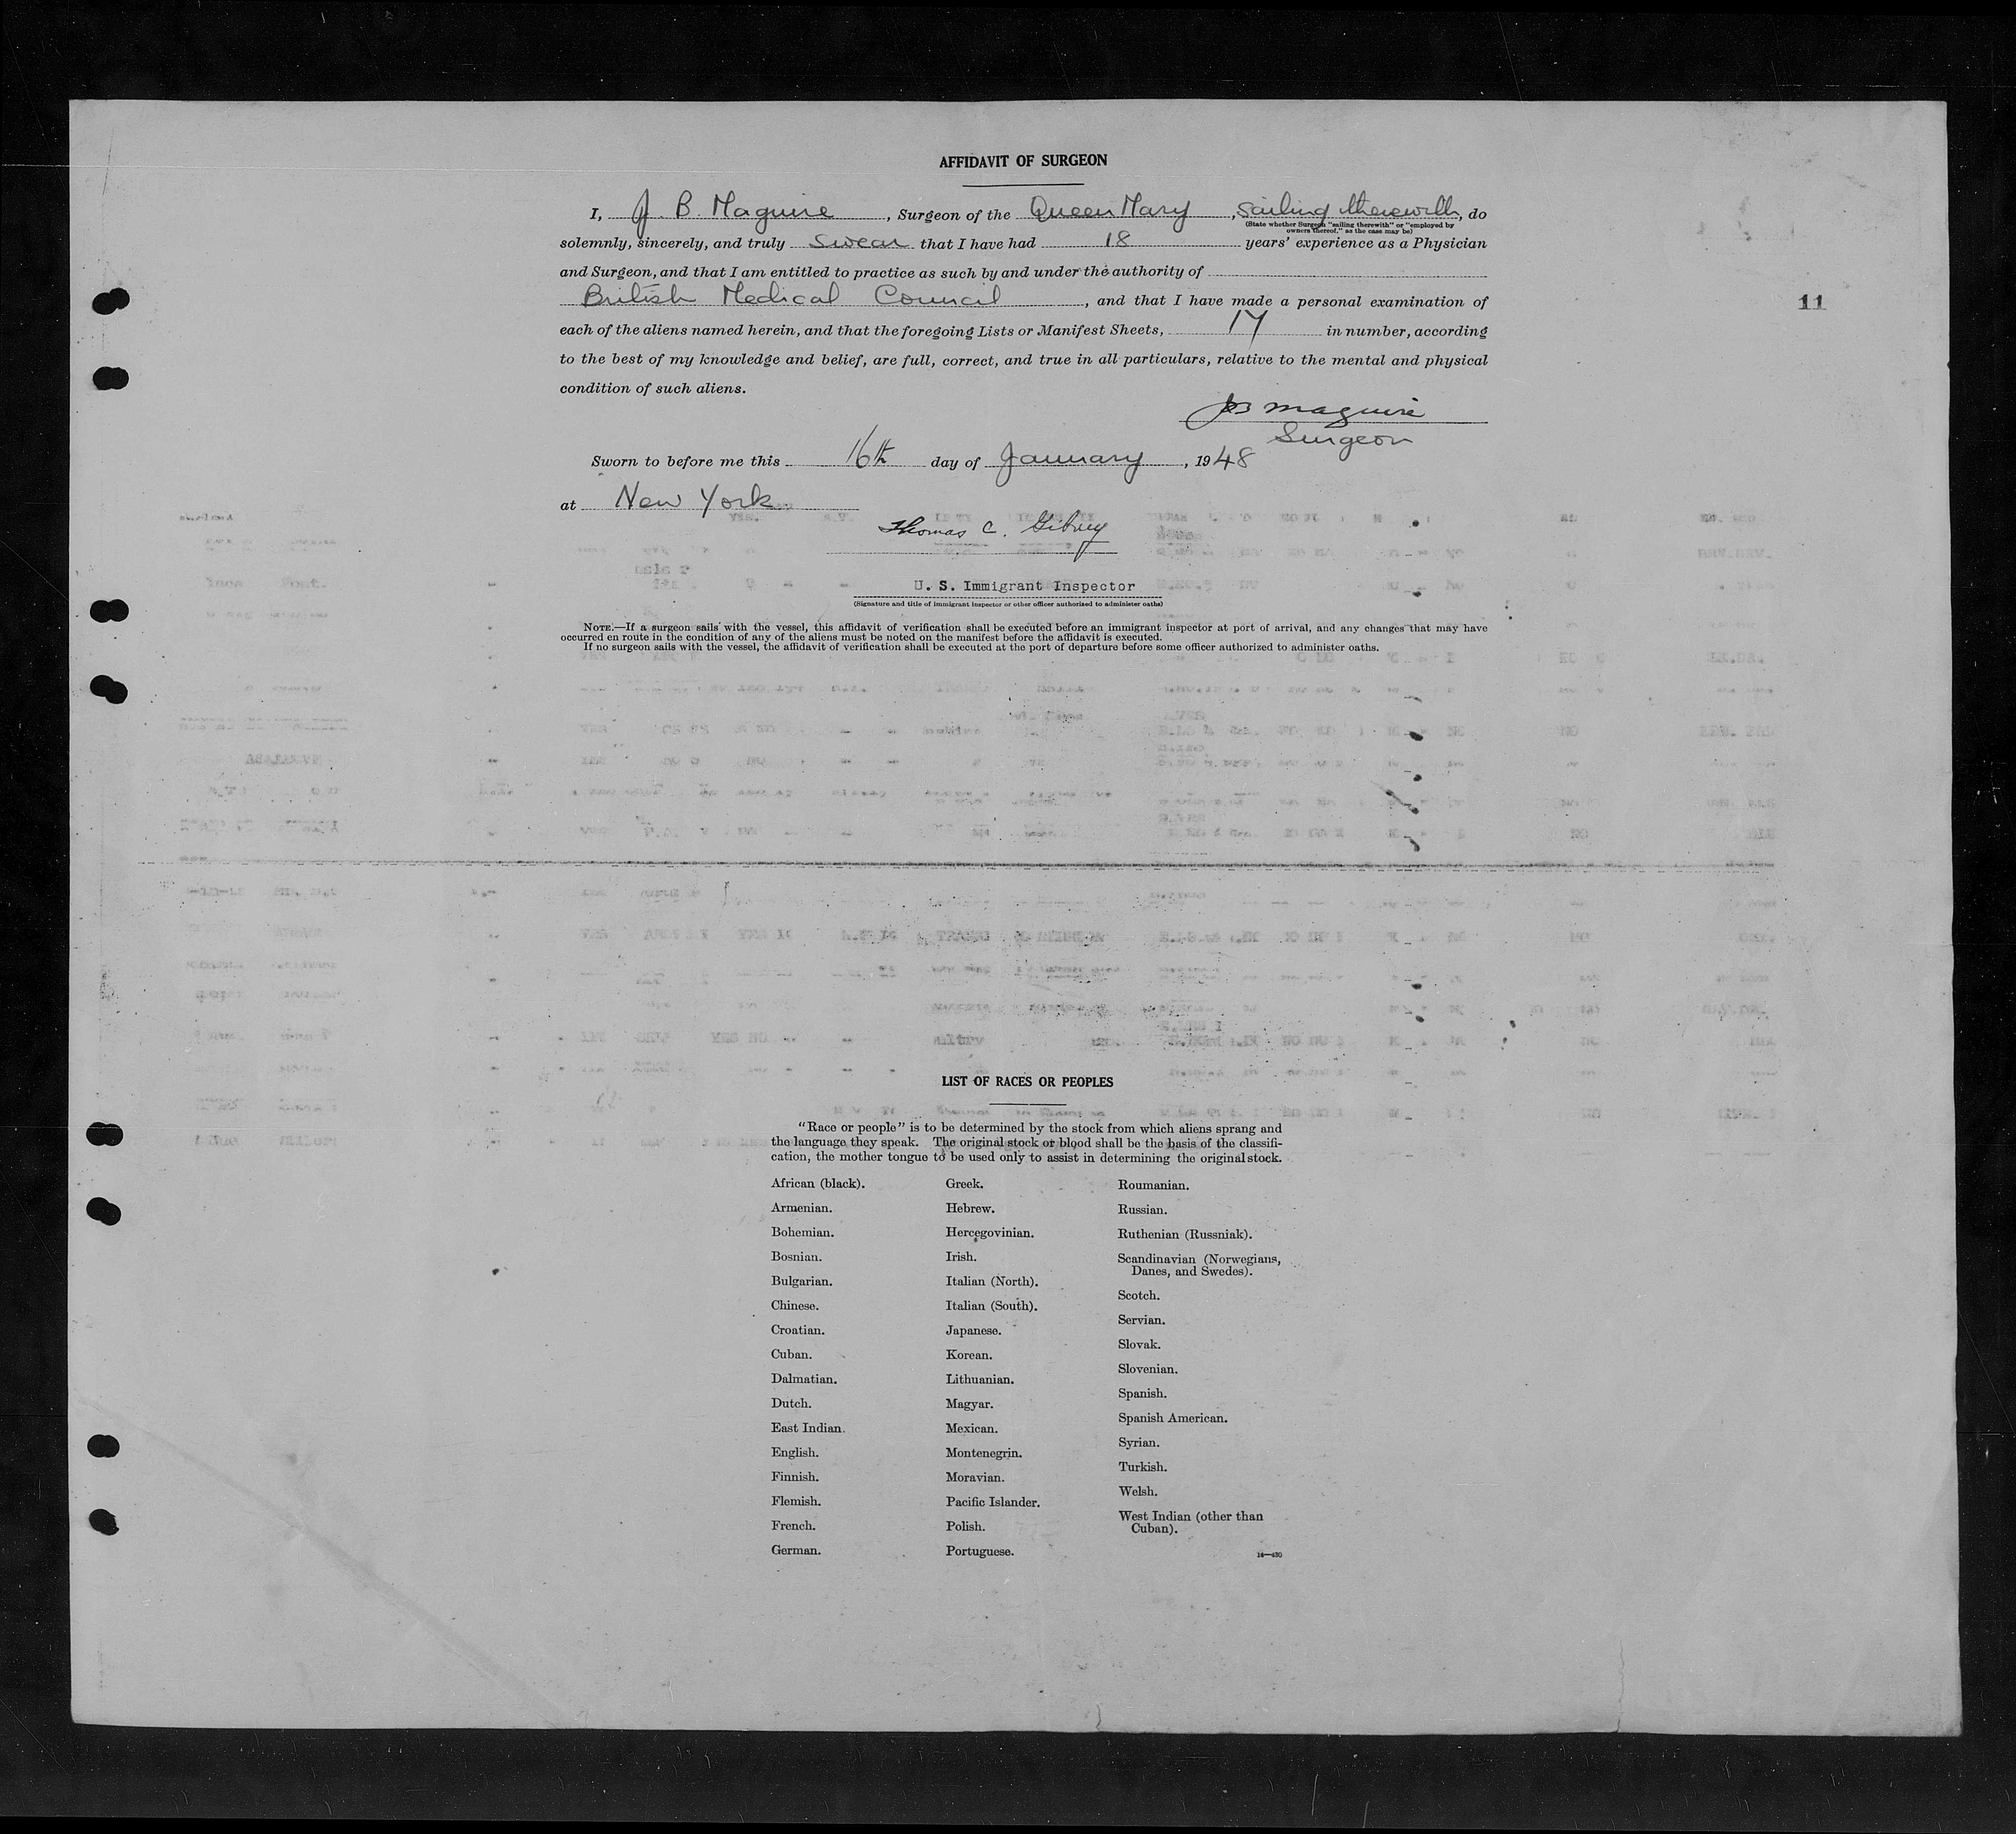 AFFIDAVIT OF SURGEON
I, J. B. Maguire, Surgeon of the Queen Mary, sailing therewith, do
(State whether Surgeon "sailing therewith" or "employed by
owners thereof," as the case may be)
solemnly, sincerely, and truly swear that I have had 18 years' experience as a Physician
and Surgeon, and that I am entitled to practice as such by and under the authority of
British Medical Council, and that I have made a personal examination of
11
each of the aliens named herein, and that the foregoing Lists or Manifest Sheets, 17 in number, according
to the best of my knowledge and belief, are full, correct, and true in all particulars, relative to the mental and physical
condition of such aliens.
JB Maguire
Surgeon
Sworn to before me this 16th day of January, 1948
at New York.
Thomas C. Gibney
U. S. Immigrant Inspector
(Signature and title of immigrant inspector or other officer authorized to administer oaths)
NOTE.—If a surgeon sails with the vessel, this affidavit of verification shall be executed before an immigrant inspector at port of arrival, and any changes that may have
occurred en route in the condition of any of the aliens must be noted on the manifest before the affidavit is executed.
If no surgeon sails with the vessel, the affidavit of verification shall be executed at the port of departure before some officer authorized to administer oaths.
LIST OF RACES OR PEOPLES
"Race or people" is to be determined by the stock from which aliens sprang and
the language they speak. The original stock or blood shall be the basis of the classifi-
cation, the mother tongue to be used only to assist in determining the original stock.
African (black).
Armenian.
Bohemian.
Bosnian.
Bulgarian.
Chinese.
Croatian.
Cuban.
Dalmatian.
Dutch.
East Indian.
English.
Finnish.
Flemish.
French.
German.
Greek.
Hebrew.
Hercegovinian.
Irish.
Italian (North).
Italian (South).
Japanese.
Korean.
Lithuanian.
Magyar.
Mexican.
Montenegrin.
Moravian.
Pacific Islander.
Polish.
Portuguese.
Roumanian.
Russian.
Ruthenian (Russniak).
Scandinavian (Norwegians,
Danes, and Swedes).
Scotch.
Servian.
Slovak.
Slovenian.
Spanish.
Spanish American.
Syrian.
Turkish.
Welsh.
West Indian (other than
Cuban).
14—430